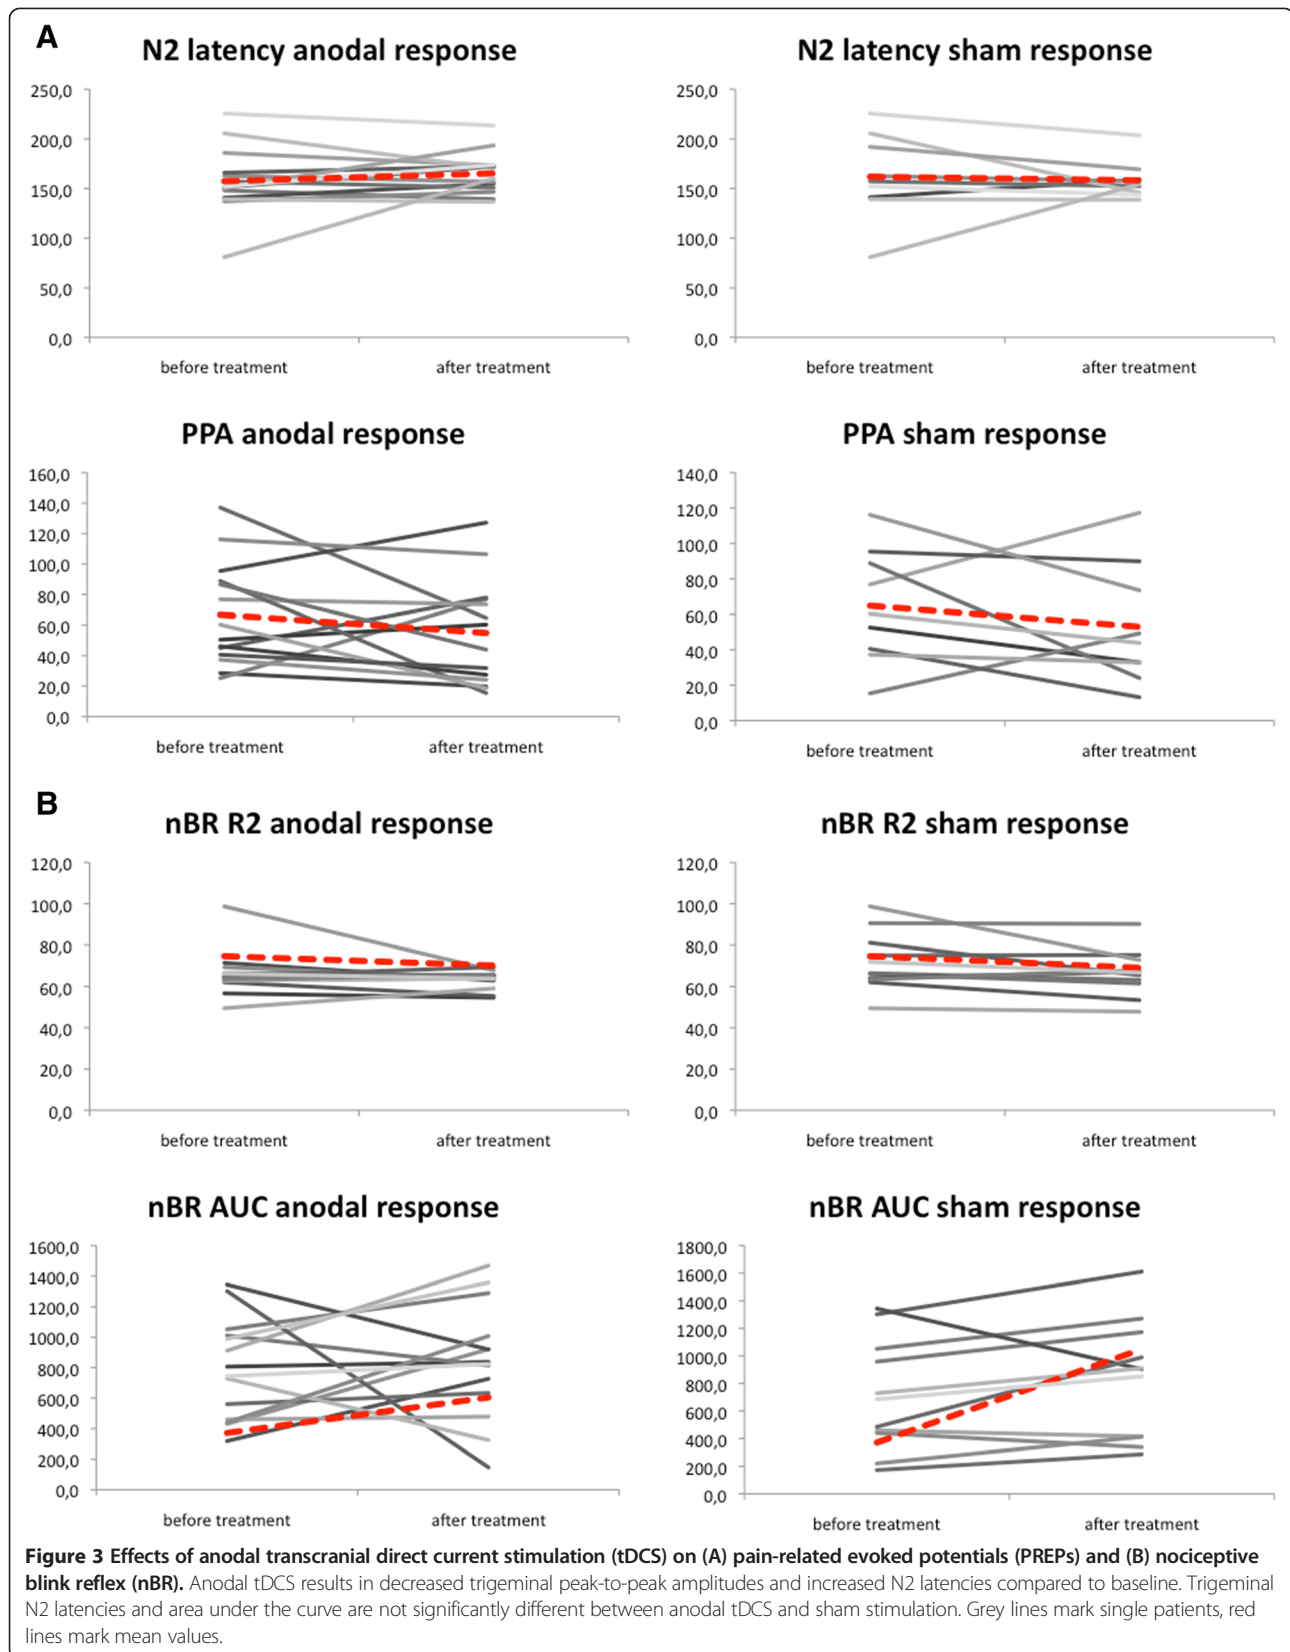 A
N2 latency anodal response
250,0
200,0
150,0
100,0
50,0
0,0
before treatment
after treatment
N2 latency sham response
250,0
200,0
150,0
100,0
50,0
0,0
before treatment
after treatment
PPA anodal response
160,0
140,0
120,0
100,0
80,0
60,0
40,0
20,0
0,0
before treatment
after treatment
PPA sham response
140,0
120,0
100,0
80,0
60,0
40,0
20,0
0,0
before treatment
after treatment
B
nBR R2 anodal response
120,0
100,0
80,0
60,0
40,0
20,0
0,0
before treatment
after treatment
nBR R2 sham response
120,0
100,0
80,0
60,0
40,0
20,0
0,0
before treatment
after treatment
nBR AUC anodal response
1600,0
1400,0
1200,0
1000,0
800,0
600,0
400,0
200,0
0,0
before treatment
after treatment
nBR AUC sham response
1800,0
1600,0
1400,0
1200,0
1000,0
800,0
600,0
400,0
200,0
0,0
before treatment
after treatment
Figure 3 Effects of anodal transcranial direct current stimulation (tDCS) on (A) pain-related evoked potentials (PREPs) and (B) nociceptive
blink reflex (nBR). Anodal tDCS results in decreased trigeminal peak-to-peak amplitudes and increased N2 latencies compared to baseline. Trigeminal
N2 latencies and area under the curve are not significantly different between anodal tDCS and sham stimulation. Grey lines mark single patients, red
lines mark mean values.